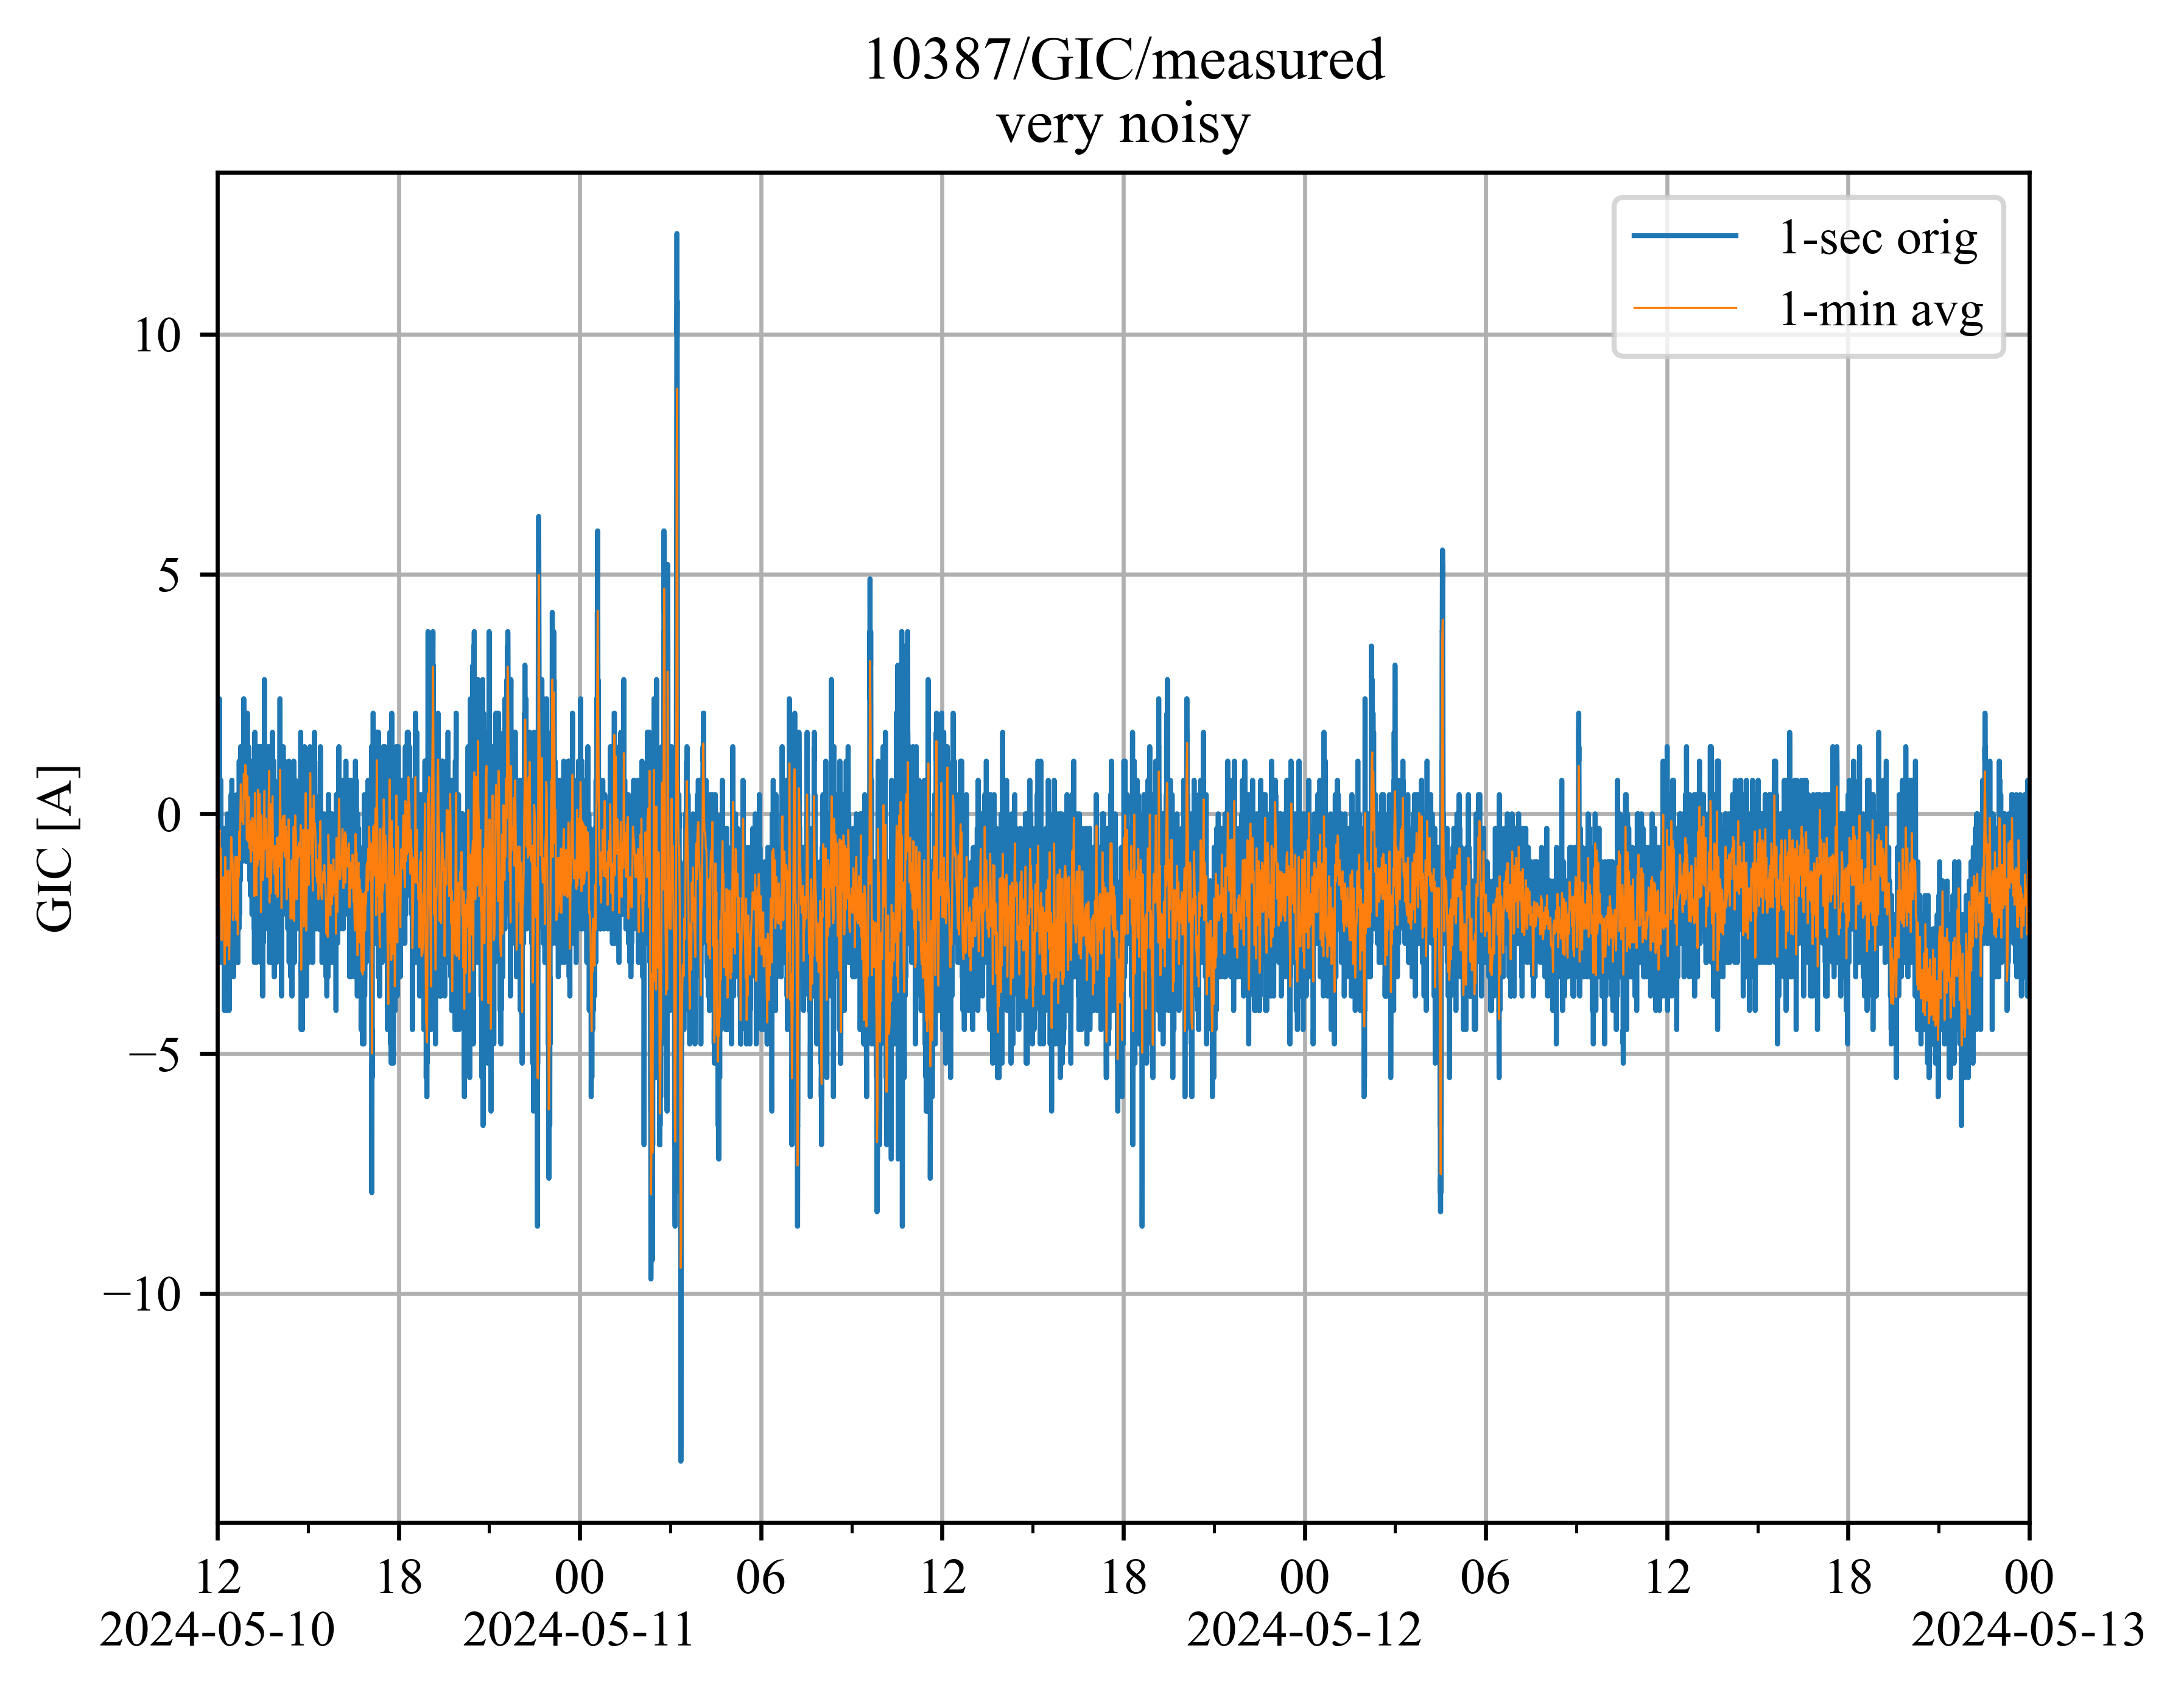 10387/GIC/measured
very noisy
1-sec orig
1-min avg
GIC [A]
10
5
0
−5
−10
12 18 00 06 12 18 00 06 12 18 00
2024-05-10 2024-05-11 2024-05-12 2024-05-13